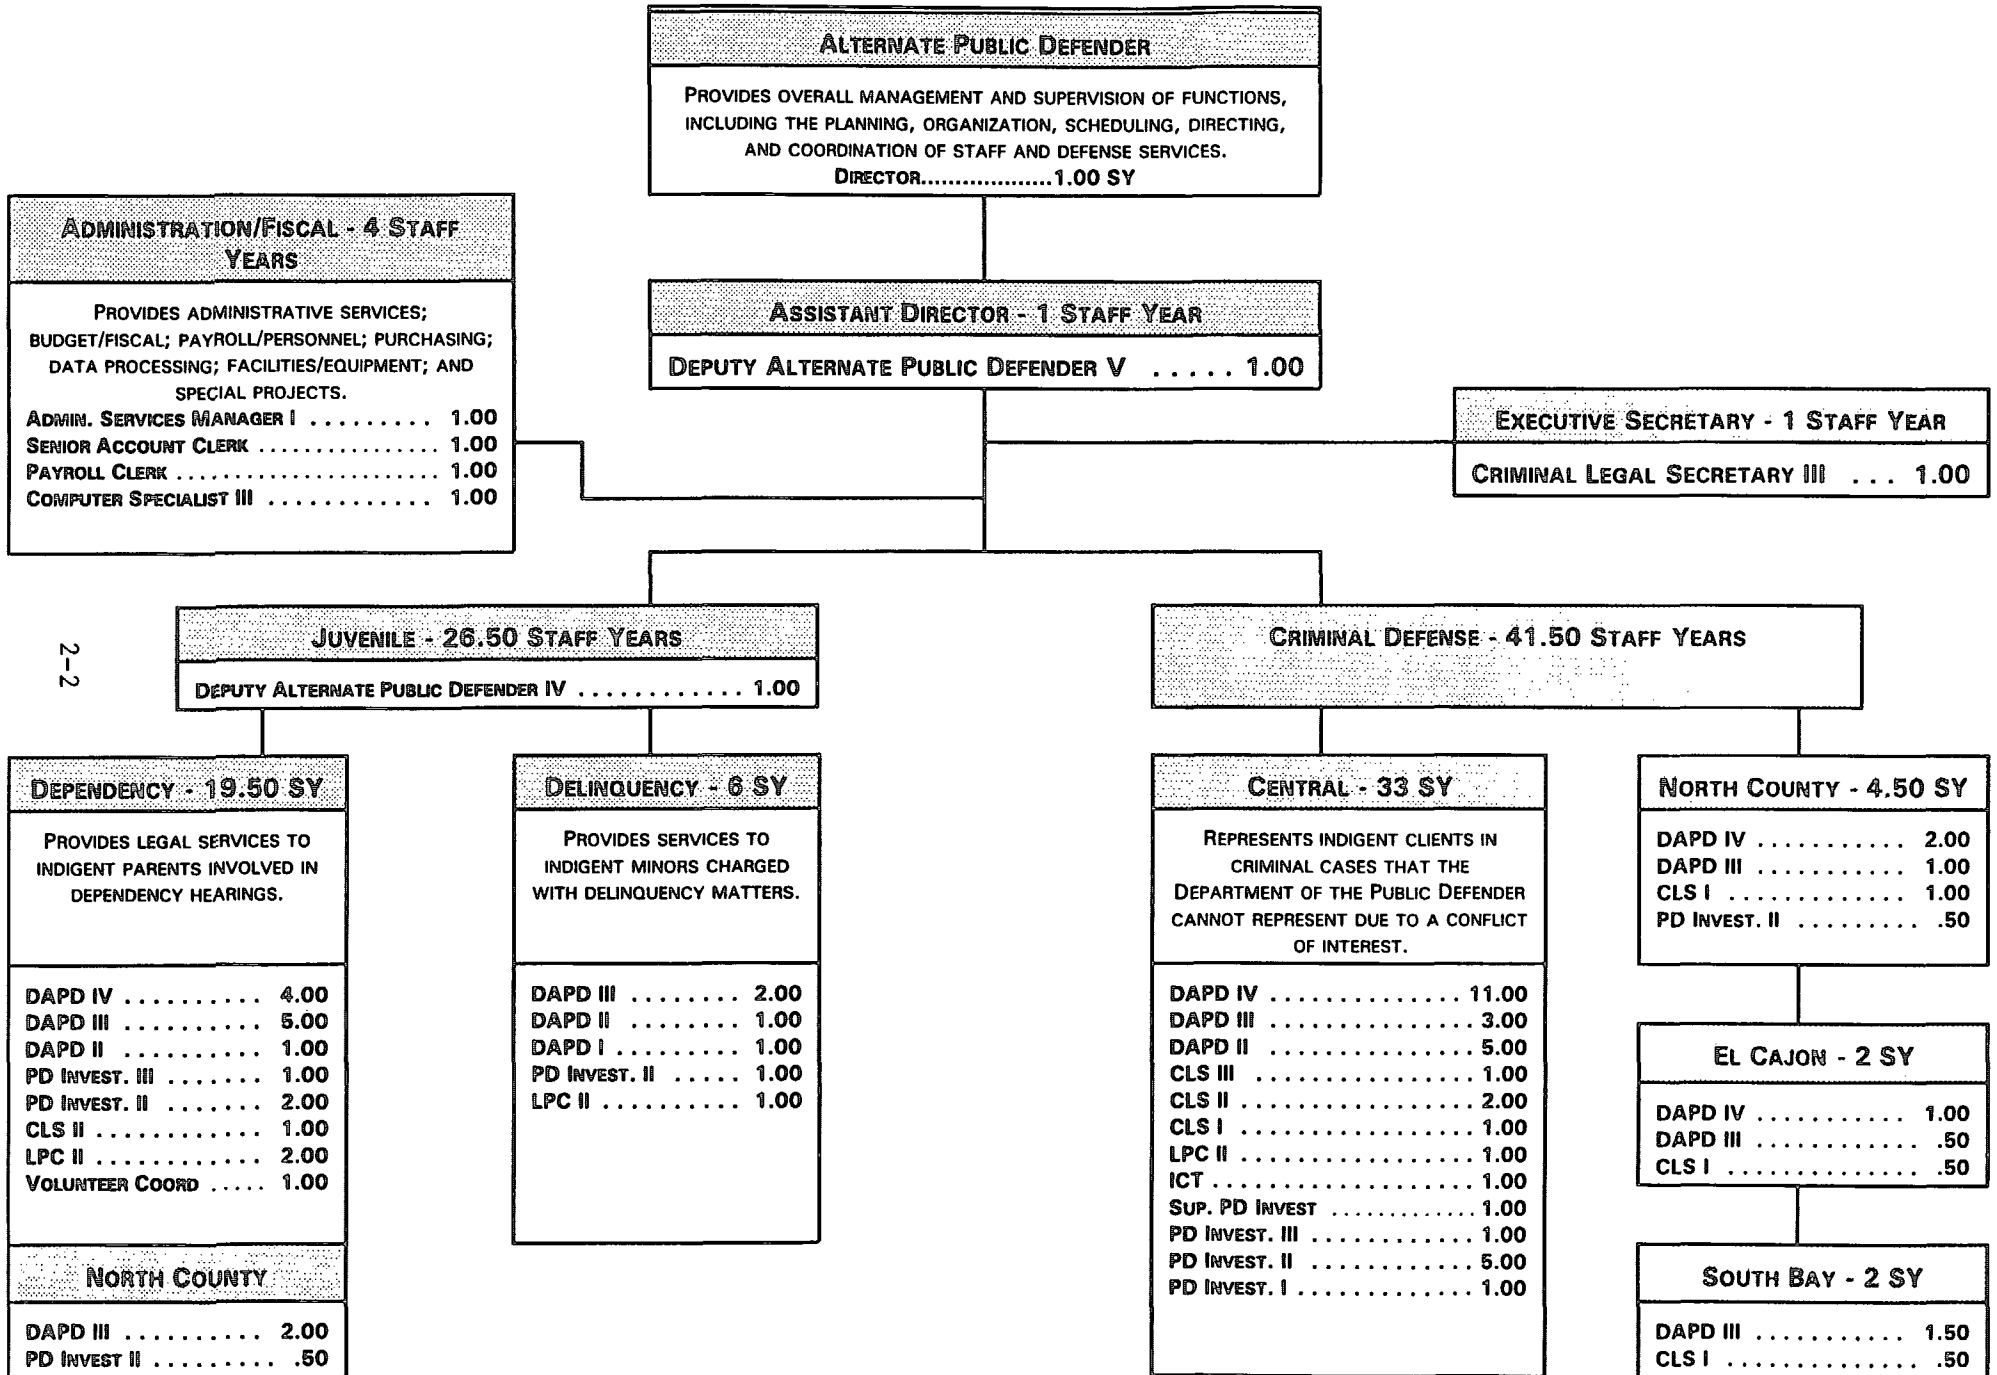 ALTERNATE PUBLIC DEFENDER
PROVIDES OVERALL MANAGEMENT AND SUPERVISION OF FUNCTIONS,
INCLUDING THE PLANNING, ORGANIZATION, SCHEDULING, DIRECTING,
AND COORDINATION OF STAFF AND DEFENSE SERVICES.
DIRECTOR..................1.00 SY
ADMINISTRATION/FISCAL - 4 STAFF
YEARS
PROVIDES ADMINISTRATIVE SERVICES;
BUDGET/FISCAL; PAYROLL/PERSONNEL; PURCHASING;
DATA PROCESSING; FACILITIES/EQUIPMENT; AND
SPECIAL PROJECTS.
ADMIN. SERVICES MANAGER I ......... 1.00
SENIOR ACCOUNT CLERK ................ 1.00
PAYROLL CLERK ....................... 1.00
COMPUTER SPECIALIST III ............ 1.00
ASSISTANT DIRECTOR - 1 STAFF YEAR
DEPUTY ALTERNATE PUBLIC DEFENDER V ..... 1.00
EXECUTIVE SECRETARY - 1 STAFF YEAR
CRIMINAL LEGAL SECRETARY III ... 1.00
2-2
JUVENILE - 26.50 STAFF YEARS
DEPUTY ALTERNATE PUBLIC DEFENDER IV ............ 1.00
DEPENDENCY - 19.50 SY
PROVIDES LEGAL SERVICES TO
INDIGENT PARENTS INVOLVED IN
DEPENDENCY HEARINGS.
DAPD IV .......... 4.00
DAPD III .......... 5.00
DAPD II .......... 1.00
PD INVEST. III ....... 1.00
PD INVEST. II ....... 2.00
CLS II ............ 1.00
LPC II ............ 2.00
VOLUNTEER COORD ..... 1.00
NORTH COUNTY
DAPD III .......... 2.00
PD INVEST II ......... .50
DELINQUENCY - 6 SY
PROVIDES SERVICES TO
INDIGENT MINORS CHARGED
WITH DELINQUENCY MATTERS.
DAPD III ........ 2.00
DAPD II ........ 1.00
DAPD I ......... 1.00
PD INVEST. II ..... 1.00
LPC II .......... 1.00
CRIMINAL DEFENSE - 41.50 STAFF YEARS
CENTRAL - 33 SY
REPRESENTS INDIGENT CLIENTS IN
CRIMINAL CASES THAT THE
DEPARTMENT OF THE PUBLIC DEFENDER
CANNOT REPRESENT DUE TO A CONFLICT
OF INTEREST.
DAPD IV .............. 11.00
DAPD III .............. 3.00
DAPD II .............. 5.00
CLS III ............... 1.00
CLS II ................ 2.00
CLS I ................ 1.00
LPC II ................ 1.00
ICT .................. 1.00
SUP. PD INVEST ............ 1.00
PD INVEST. III ............ 1.00
PD INVEST. II ............ 5.00
PD INVEST. I ............. 1.00
NORTH COUNTY - 4.50 SY
DAPD IV ........... 2.00
DAPD III ........... 1.00
CLS I ............. 1.00
PD INVEST. II ......... .50
EL CAJON - 2 SY
DAPD IV ........... 1.00
DAPD III ............ .50
CLS I .............. .50
SOUTH BAY - 2 SY
DAPD III ........... 1.50
CLS I .............. .50